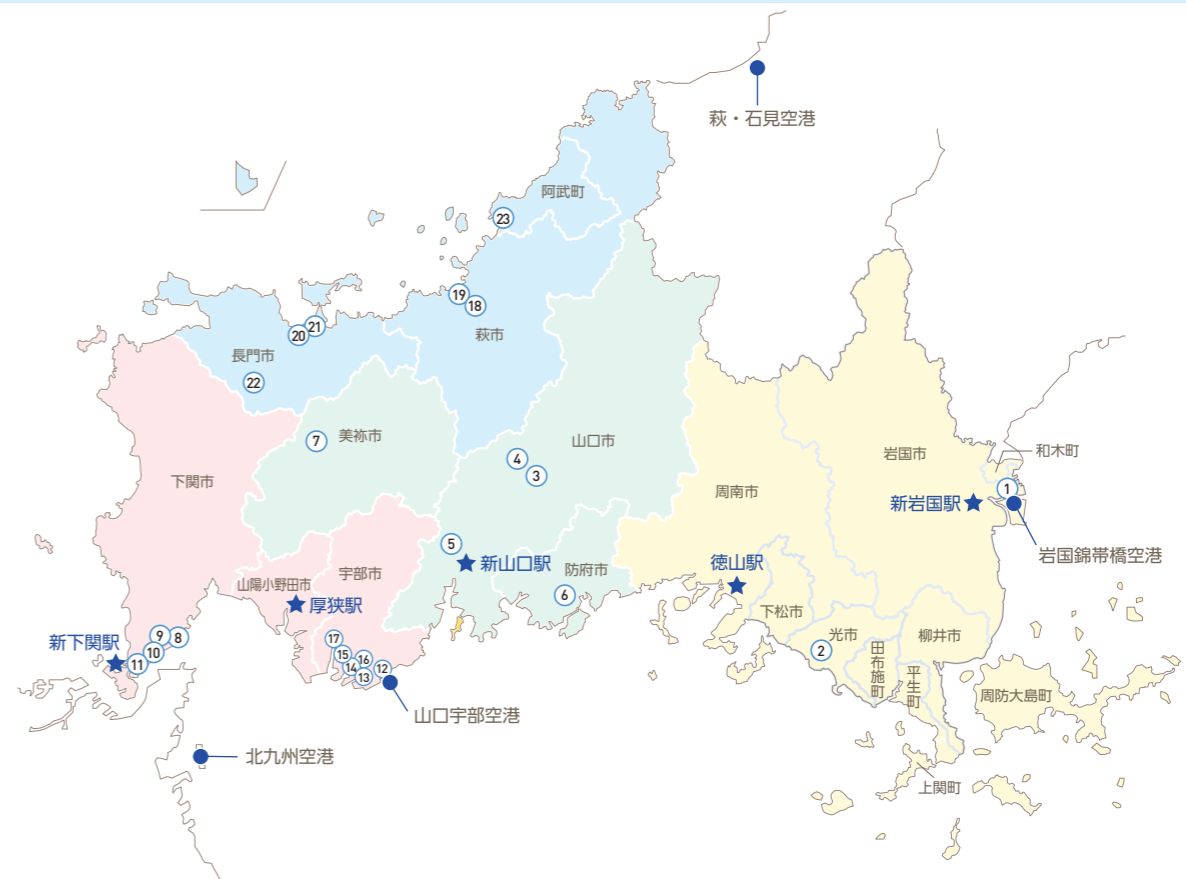 萩・石見空港
阿武町
23
19
18
萩市
21
20
長門市
22
7
美祢市
4
3
山口市
下関市
岩国市
和木町
周南市
新岩国駅
1
岩国錦帯橋空港
5
新山口駅
防府市
6
宇部市
山陽小野田市
厚狭駅
徳山駅
下松市
光市
2
田布施町
柳井市
平生町
周防大島町
上関町
新下関駅
9
8
10
11
17
15
16
14
12
13
山口宇部空港
北九州空港